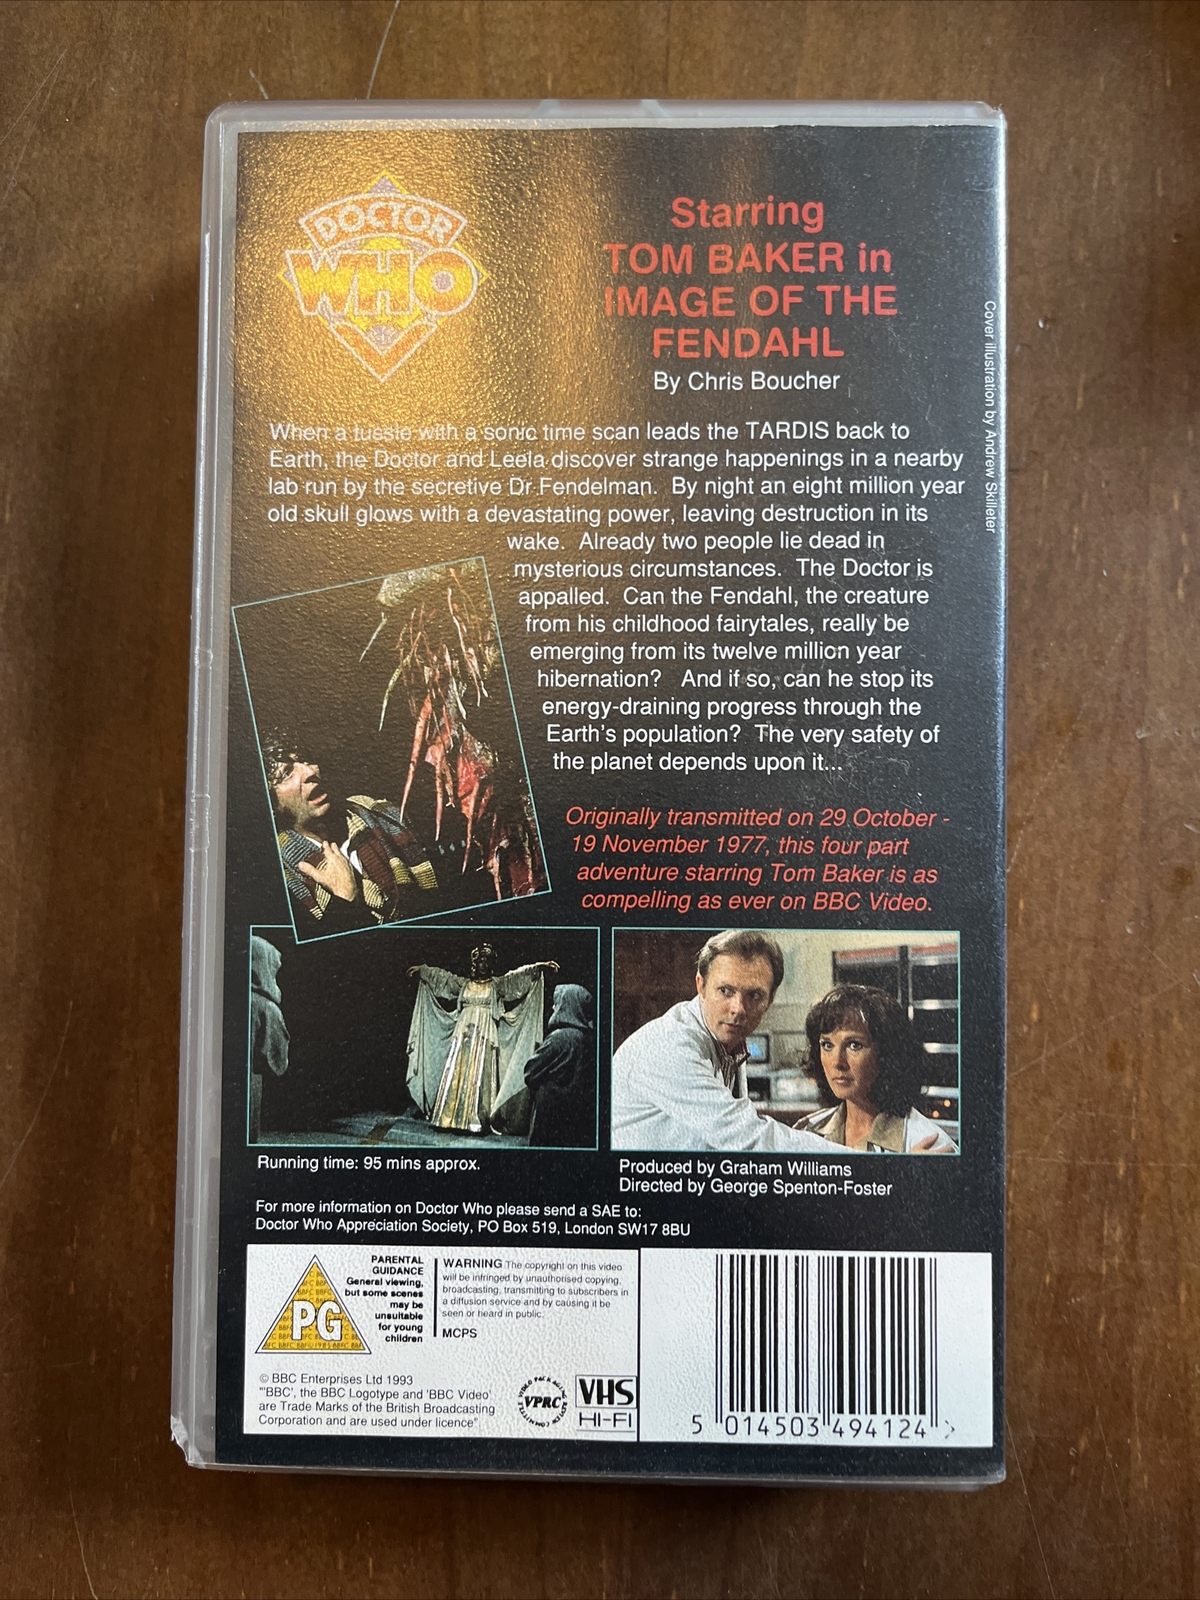 DOCTOR
WHO
Starring
TOM BAKER in
IMAGE OF THE
FENDAHL
By Chris Boucher
Cover illustration by Andrew Skilleter
When a tussle with a sonic time scan leads the TARDIS back to
Earth, the Doctor and Leela discover strange happenings in a nearby
lab run by the secretive Dr Fendelman. By night an eight million year
old skull glows with a devastating power, leaving destruction in its
wake. Already two people lie dead in
mysterious circumstances. The Doctor is
appalled. Can the Fendahl, the creature
from his childhood fairytales, really be
emerging from its twelve million year
hibernation? And if so, can he stop its
energy-draining progress through the
Earth's population? The very safety of
the planet depends upon it...
Originally transmitted on 29 October -
19 November 1977, this four part
adventure starring Tom Baker is as
compelling as ever on BBC Video.
Running time: 95 mins approx.
Produced by Graham Williams
Directed by George Spenton-Foster
For more information on Doctor Who please send a SAE to:
Doctor Who Appreciation Society, PO Box 519, London SW17 8BU
PG
PARENTAL
GUIDANCE
General viewing,
but some scenes
may be
unsuitable
for young
children
WARNING The copyright on this video
will be infringed by unauthorised copying,
broadcasting, transmitting to subscribers in
a diffusion service and by causing it be
seen or heard in public.
MCPS
© BBC Enterprises Ltd 1993
"'BBC', the BBC Logotype and 'BBC Video'
are Trade Marks of the British Broadcasting
Corporation and are used under licence".
VIDEO PACKAGING REVIEW COMMITTEE
VPRC
VHS
HI-FI
5 014503 494124 >